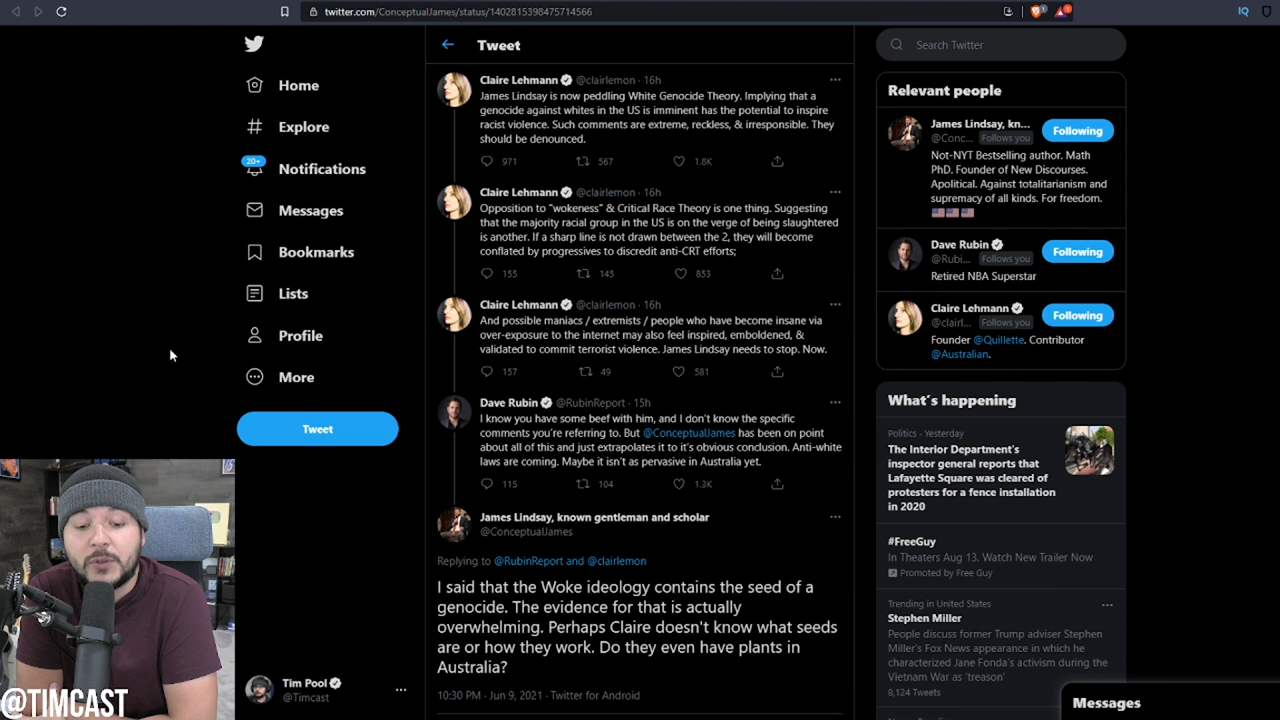 twitter.com/ConceptualJames/status/1402815398475714566
1
3
IQ
Home
Explore
20+
Notifications
Messages
Bookmarks
Lists
Profile
More
Tweet
Tim Pool
@Timcast
@TIMCAST
Tweet
Claire Lehmann @clairlemon · 16h
James Lindsay is now peddling White Genocide Theory. Implying that a
genocide against whites in the US is imminent has the potential to inspire
racist violence. Such comments are extreme, reckless, & irresponsible. They
should be denounced.
971 567 1.8K
Claire Lehmann @clairlemon · 16h
Opposition to "wokeness" & Critical Race Theory is one thing. Suggesting
that the majority racial group in the US is on the verge of being slaughtered
is another. If a sharp line is not drawn between the 2, they will become
conflated by progressives to discredit anti-CRT efforts;
155 145 853
Claire Lehmann @clairlemon · 16h
And possible maniacs / extremists / people who have become insane via
over-exposure to the internet may also feel inspired, emboldened, &
validated to commit terrorist violence. James Lindsay needs to stop. Now.
157 49 581
Dave Rubin @RubinReport · 15h
I know you have some beef with him, and I don't know the specific
comments you're referring to. But @ConceptualJames has been on point
about all of this and just extrapolates it to it's obvious conclusion. Anti-white
laws are coming. Maybe it isn't as pervasive in Australia yet.
115 104 1.3K
James Lindsay, known gentleman and scholar
@ConceptualJames
Replying to @RubinReport and @clairlemon
I said that the Woke ideology contains the seed of a
genocide. The evidence for that is actually
overwhelming. Perhaps Claire doesn't know what seeds
are or how they work. Do they even have plants in
Australia?
10:30 PM · Jun 9, 2021 · Twitter for Android
Search Twitter
Relevant people
James Lindsay, kn...
@Conc... Follows you
Following
Not-NYT Bestselling author. Math
PhD. Founder of New Discourses.
Apolitical. Against totalitarianism and
supremacy of all kinds. For freedom.
Dave Rubin
@Rubi... Follows you
Following
Retired NBA Superstar
Claire Lehmann
@clairl... Follows you
Following
Founder @Quillette. Contributor
@Australian.
What's happening
Politics · Yesterday
The Interior Department's
inspector general reports that
Lafayette Square was cleared of
protesters for a fence installation
in 2020
#FreeGuy
In Theaters Aug 13. Watch New Trailer Now
Promoted by Free Guy
Trending in United States
Stephen Miller
People discuss former Trump adviser Stephen
Miller's Fox News appearance in which he
characterized Jane Fonda's activism during the
Vietnam War as 'treason'
8,124 Tweets
Messages